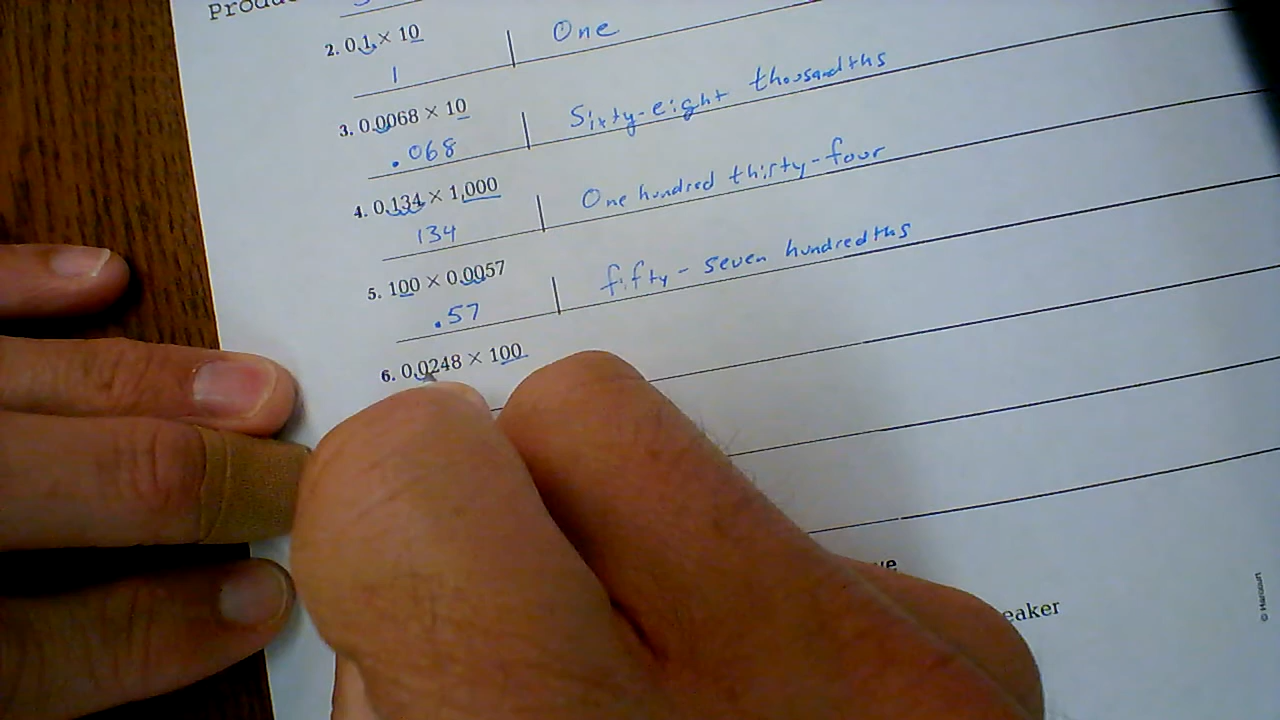 2. 0.1 × 10
1 | One
3. 0.0068 × 10
.068 | Sixty-eight thousandths
4. 0.134 × 1,000
134 | One hundred thirty-four
5. 100 × 0.0057
.57 | fifty-seven hundredths
6. 0.0248 × 100
© Harcourt